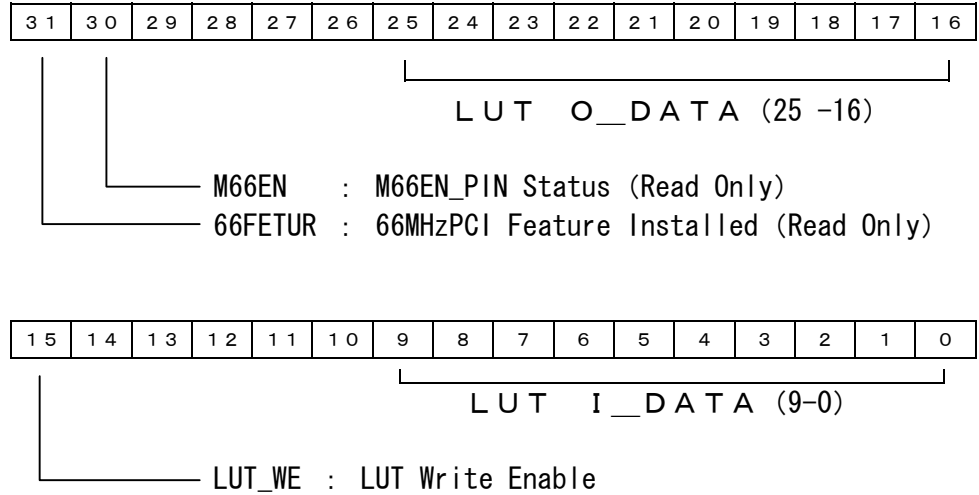 31 30 29 28 27 26 25 24 23 22 21 20 19 18 17 16
LUT O_DATA (25 -16)
M66EN : M66EN_PIN Status (Read Only)
66FETUR : 66MHzPCI Feature Installed (Read Only)
15 14 13 12 11 10 9 8 7 6 5 4 3 2 1 0
LUT I_DATA (9-0)
LUT_WE : LUT Write Enable